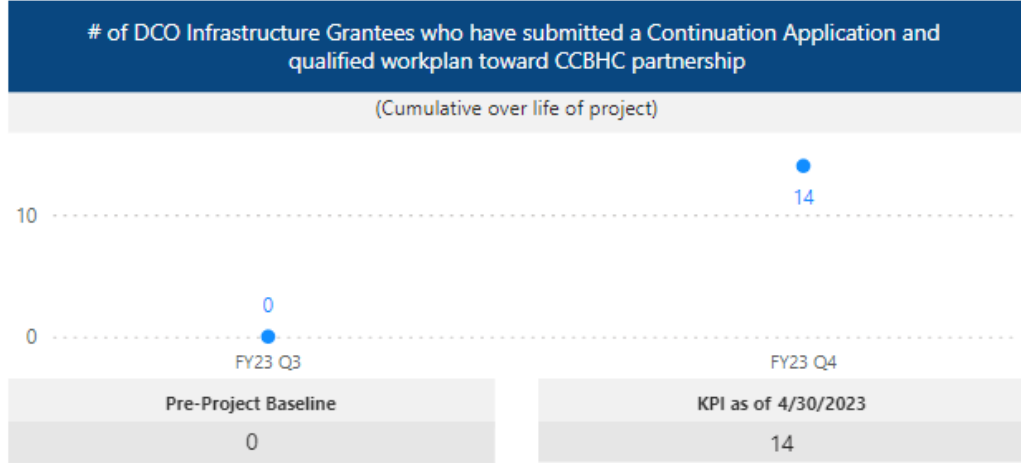 # of DCO Infrastructure Grantees who have submitted a Continuation Application and
qualified workplan toward CCBHC partnership
(Cumulative over life of project)
14
10
0
0
FY23 Q3
FY23 Q4
Pre-Project Baseline
KPI as of 4/30/2023
0
14